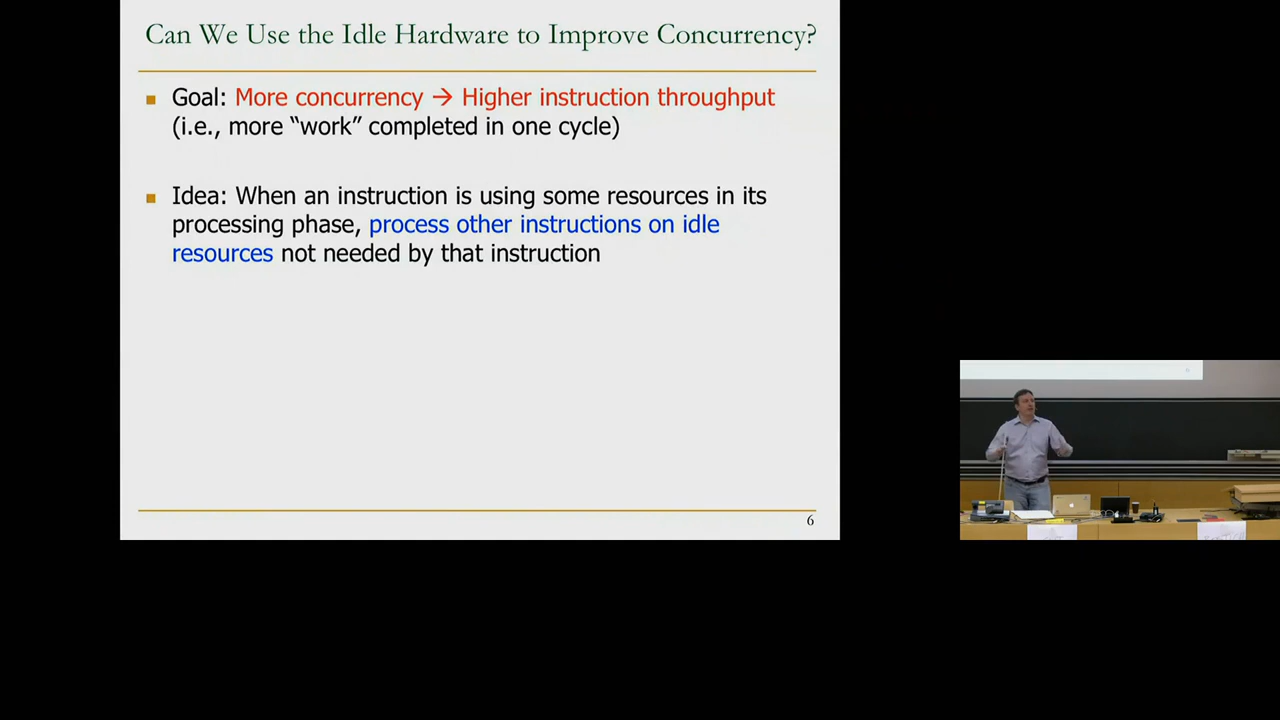 Can We Use the Idle Hardware to Improve Concurrency?
Goal: More concurrency → Higher instruction throughput
(i.e., more “work” completed in one cycle)
Idea: When an instruction is using some resources in its
processing phase, process other instructions on idle
resources not needed by that instruction
6